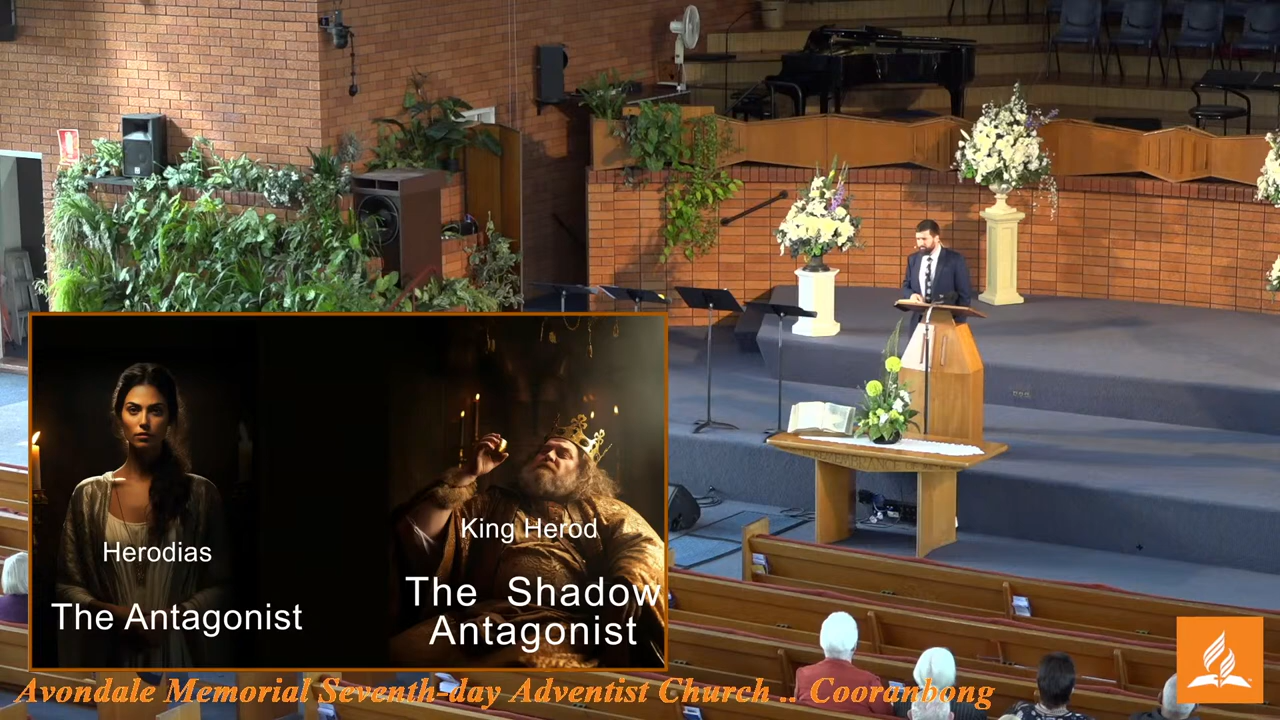 Herodias
The Antagonist
King Herod
The Shadow
Antagonist
Avondale Memorial Seventh-day Adventist Church .. Cooranbong